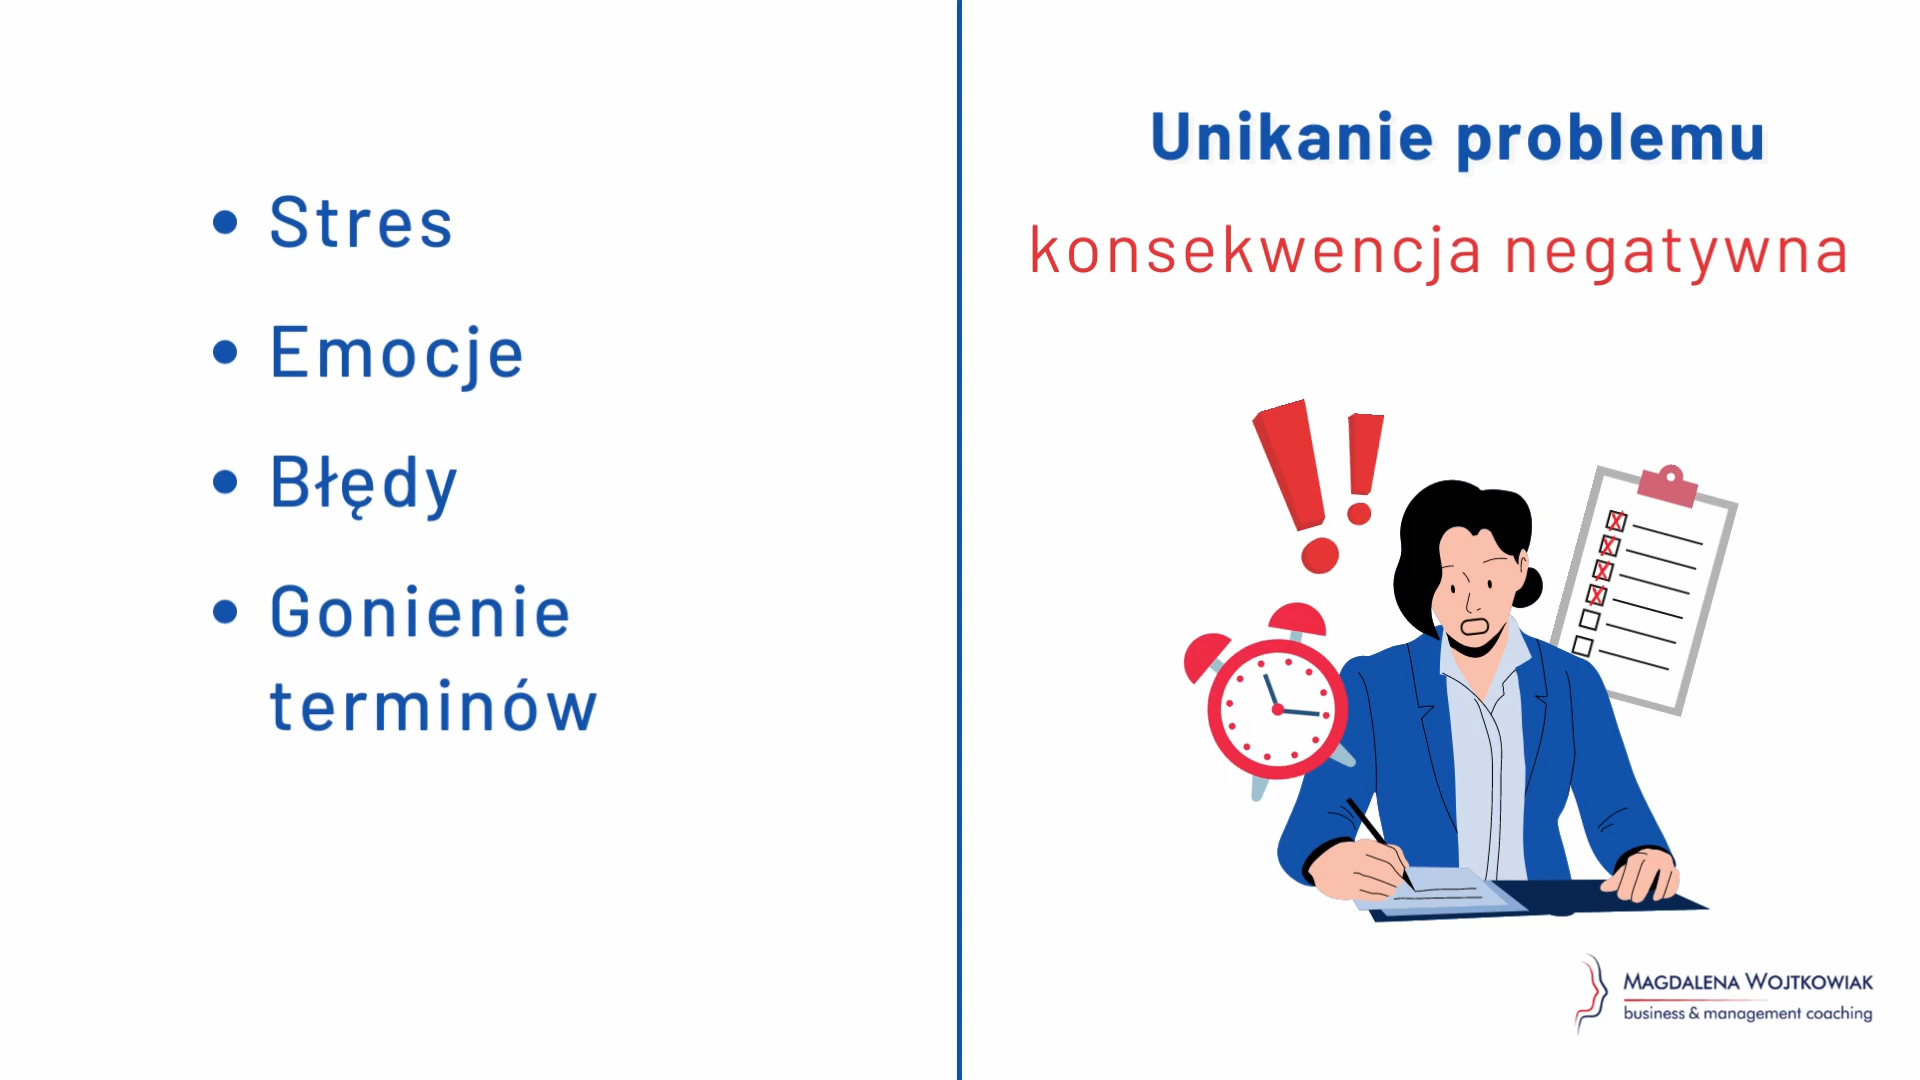 Stres
Emocje
Błędy
Gonienie
terminów
Unikanie problemu
konsekwencja negatywna
MAGDALENA WOJTKOWIAK
business & management coaching